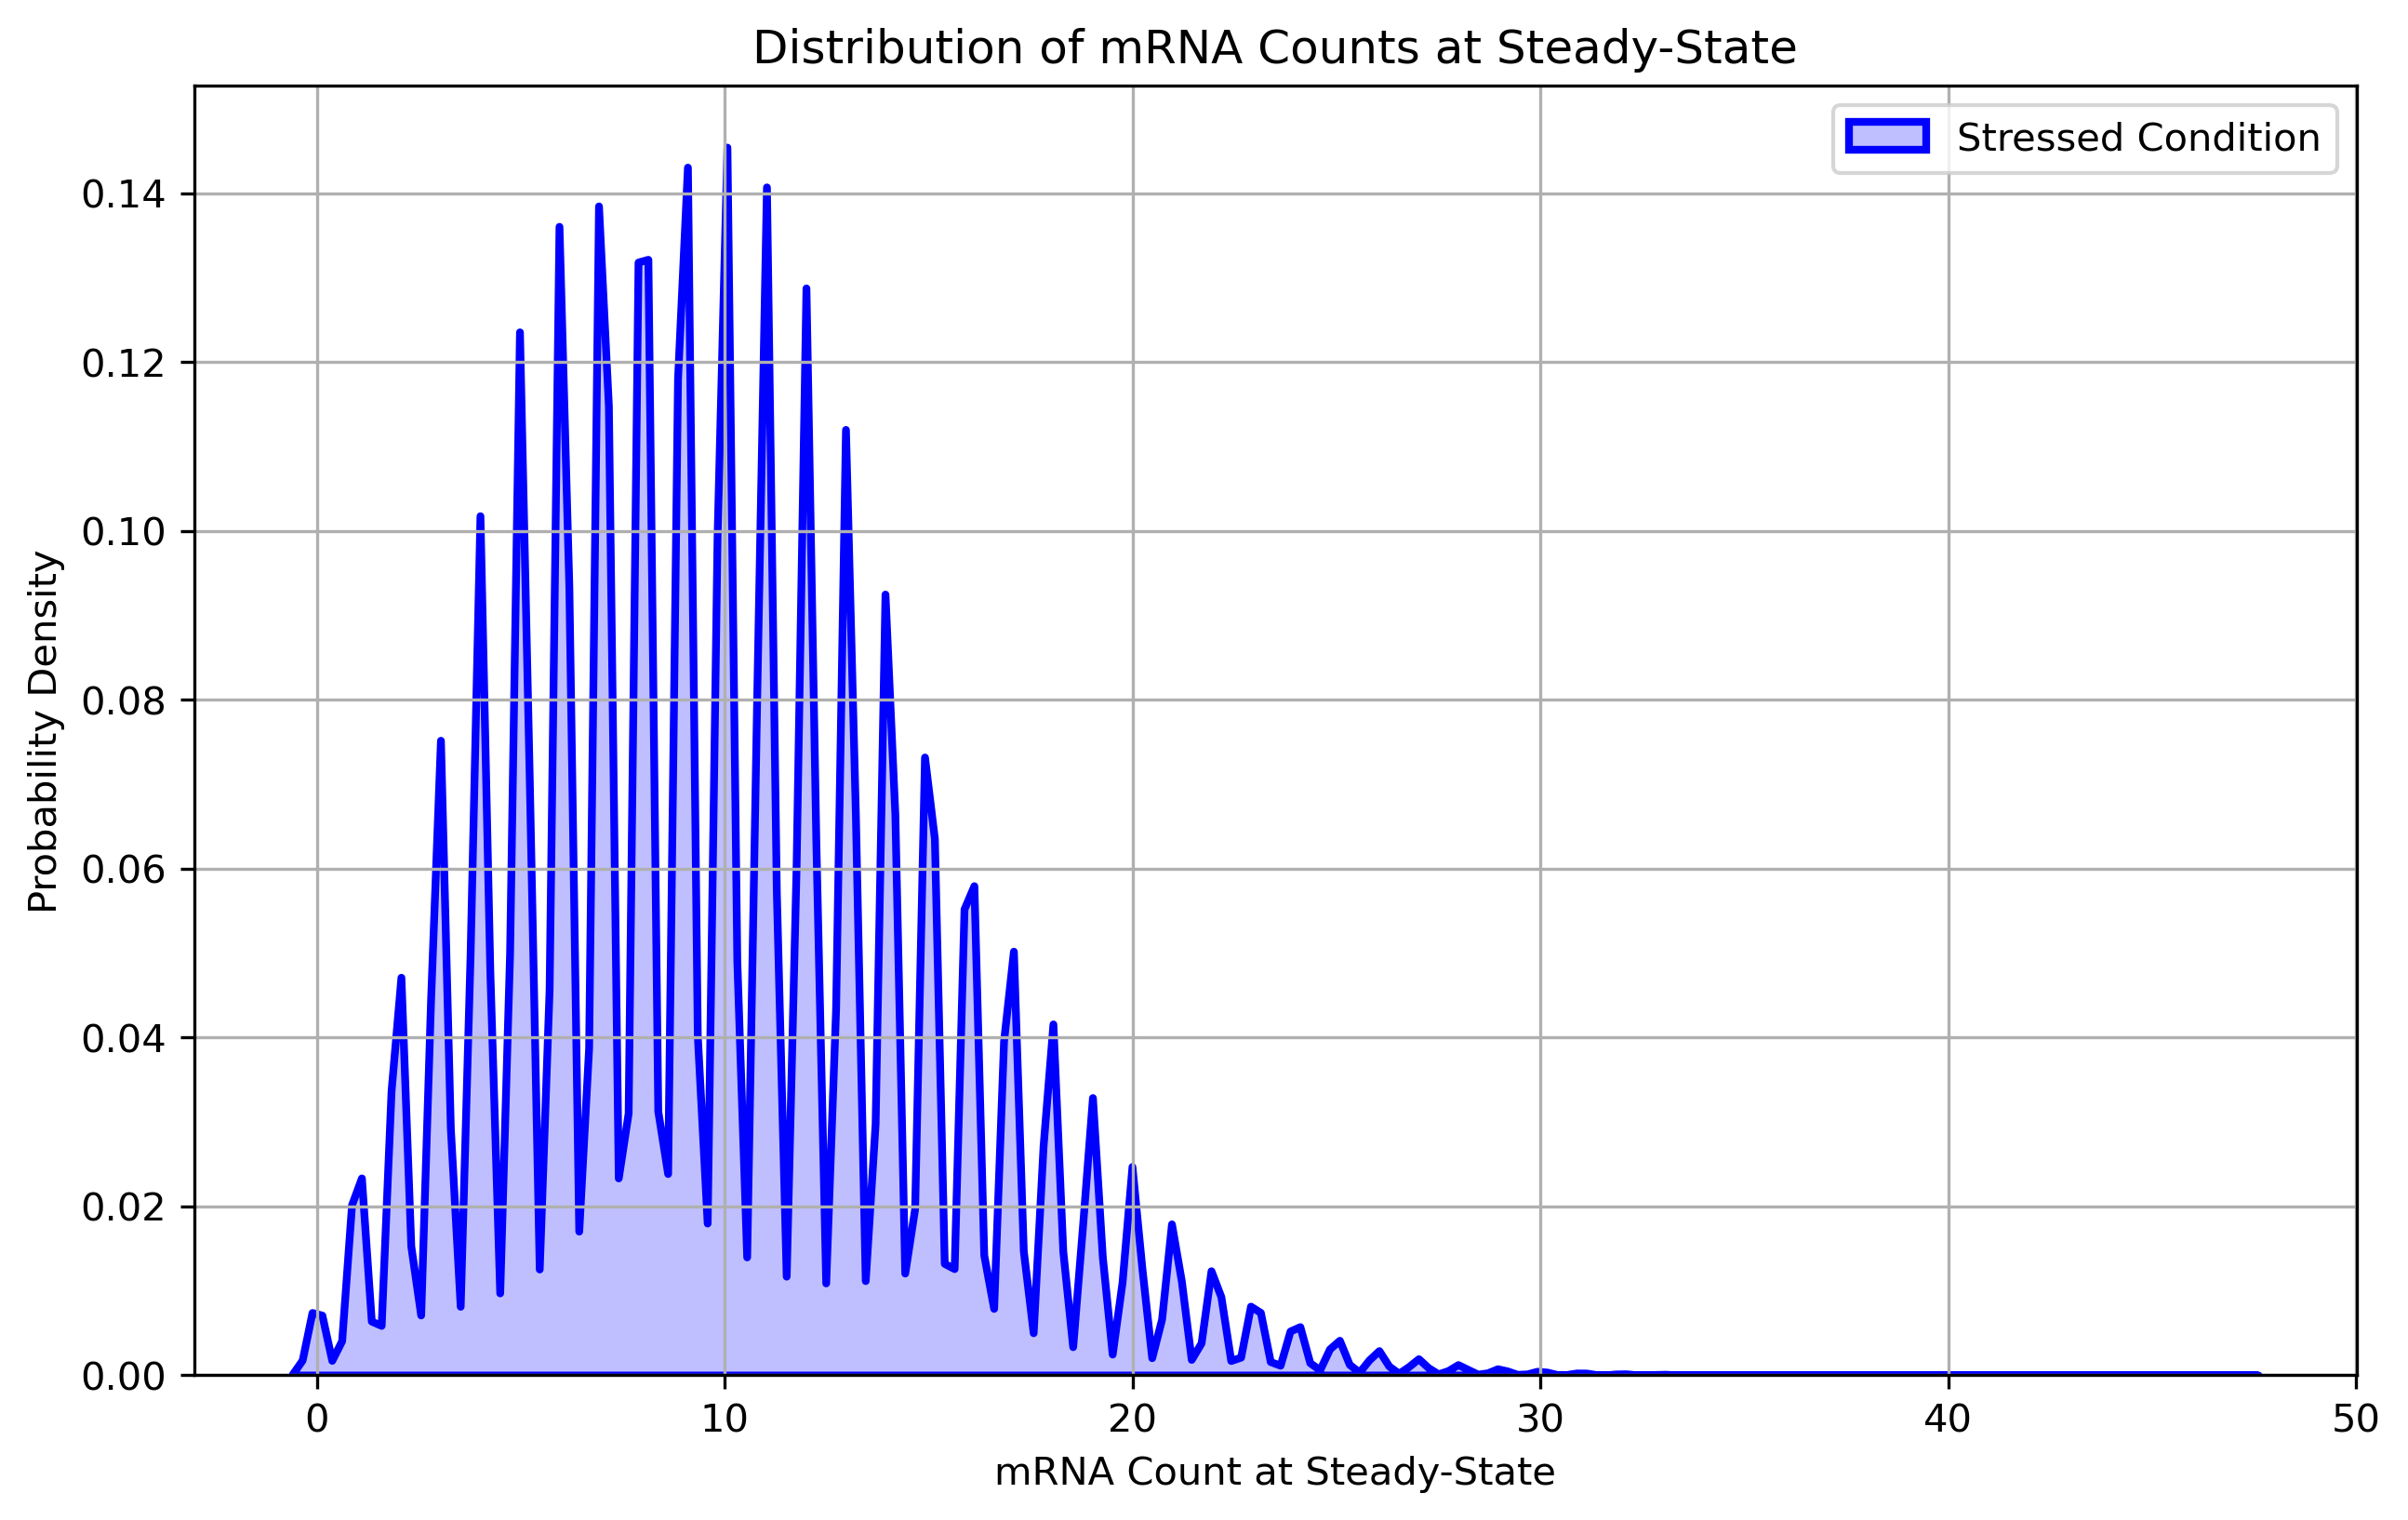 Distribution of mRNA Counts at Steady-State
Stressed Condition
0.14
0.12
0.10
0.08
0.06
0.04
0.02
0.00
Probability Density
0 10 20 30 40 50
mRNA Count at Steady-State